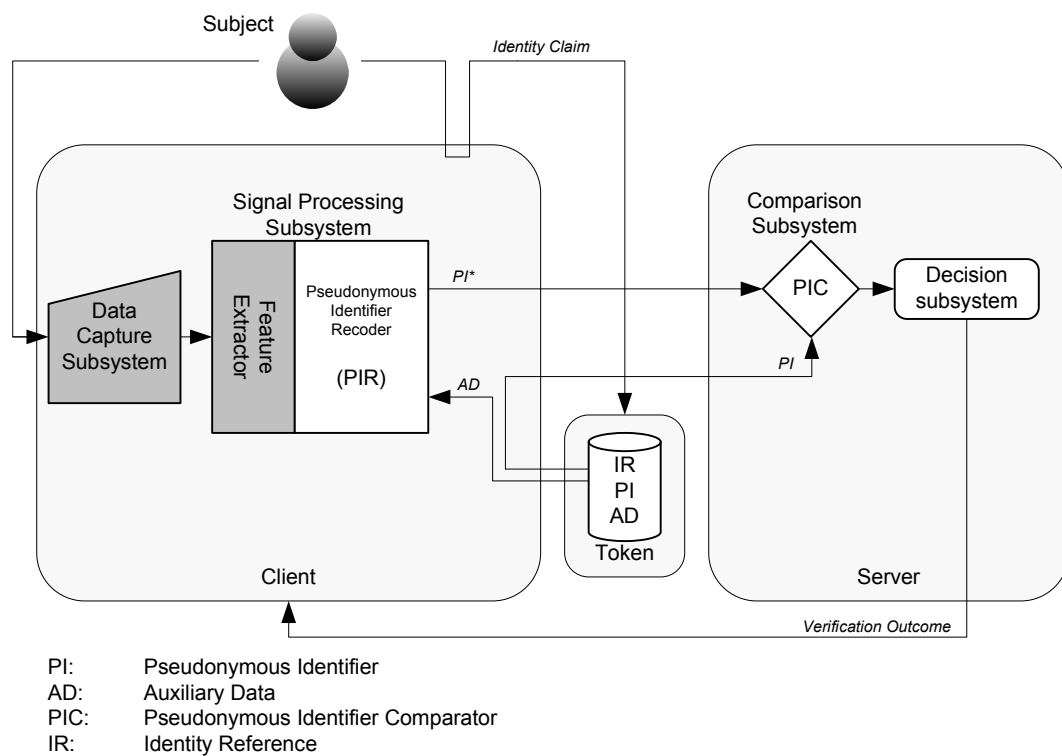 Subject
Identity Claim
Signal Processing
Subsystem
Comparison
Subsystem
Data
Capture
Subsystem
Feature
Extractor
Pseudonymous
Identifier
Recoder
(PIR)
PI*
PIC
Decision
subsystem
AD
PI
IR
PI
AD
Token
Client
Server
Verification Outcome
PI: Pseudonymous Identifier
AD: Auxiliary Data
PIC: Pseudonymous Identifier Comparator
IR: Identity Reference